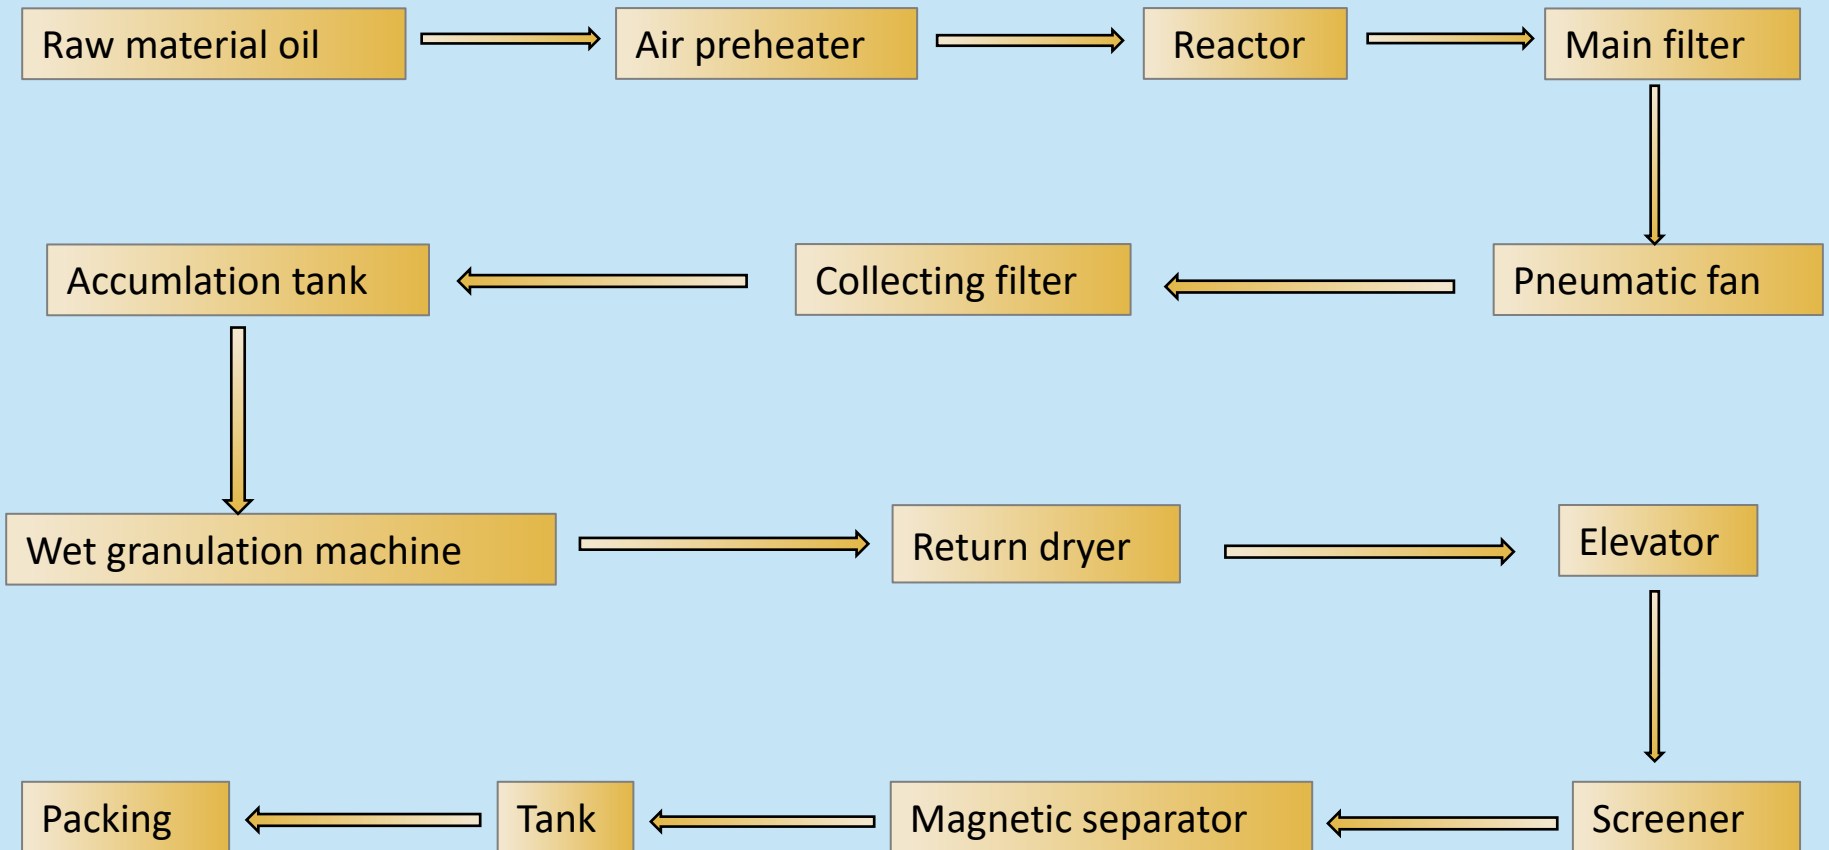 Raw material oil
Air preheater
Reactor
Main filter
Pneumatic fan
Collecting filter
Accumlation tank
Wet granulation machine
Return dryer
Elevator
Screener
Magnetic separator
Tank
Packing